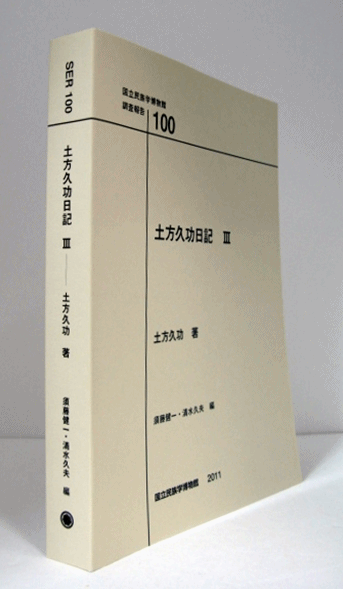 SER 100
土方久功日記 Ⅲ ── 土方久功 著
須藤健一・清水久夫 編
国立民族学博物館
調査報告 100
土方久功日記 Ⅲ
土方久功 著
須藤健一・清水久夫 編
国立民族学博物館 2011